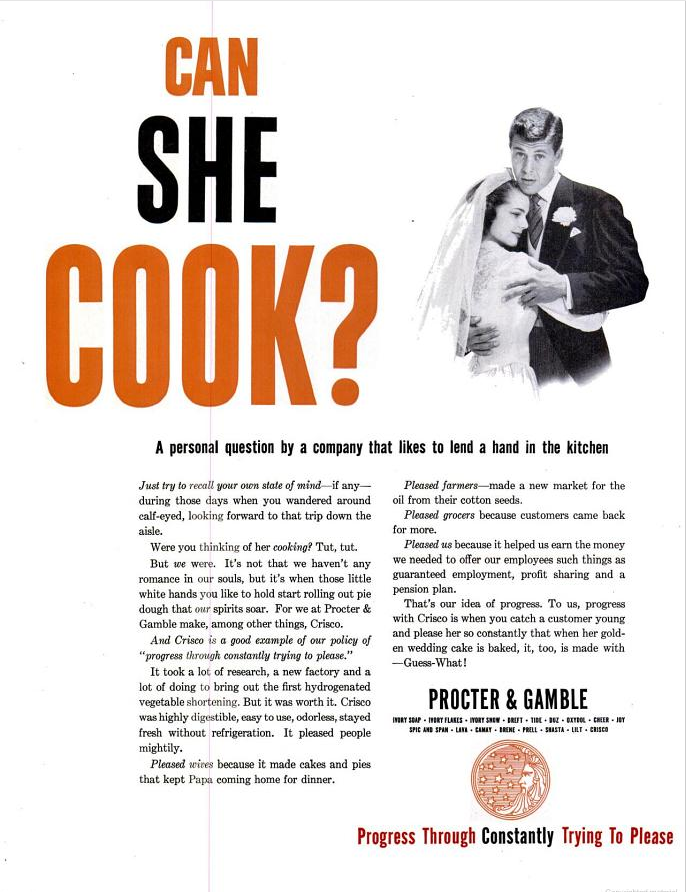 CAN
SHE
COOK?
A personal question by a company that likes to lend a hand in the kitchen
Just try to recall your own state of mind—if any—
during those days when you wandered around
calf-eyed, looking forward to that trip down the
aisle.
Were you thinking of her cooking? Tut, tut.
But we were. It's not that we haven't any
romance in our souls, but it's when those little
white hands you like to hold start rolling out pie
dough that our spirits soar. For we at Procter &
Gamble make, among other things, Crisco.
And Crisco is a good example of our policy of
"progress through constantly trying to please."
It took a lot of research, a new factory and a
lot of doing to bring out the first hydrogenated
vegetable shortening. But it was worth it. Crisco
was highly digestible, easy to use, odorless, stayed
fresh without refrigeration. It pleased people
mightily.
Pleased wives because it made cakes and pies
that kept Papa coming home for dinner.
Pleased farmers—made a new market for the
oil from their cotton seeds.
Pleased grocers because customers came back
for more.
Pleased us because it helped us earn the money
we needed to offer our employees such things as
guaranteed employment, profit sharing and a
pension plan.
That's our idea of progress. To us, progress
with Crisco is when you catch a customer young
and please her so constantly that when her gold-
en wedding cake is baked, it, too, is made with
—Guess-What!
PROCTER & GAMBLE
IVORY SOAP • IVORY FLAKES • IVORY SNOW • DREFT • TIDE • DUZ • OXYDOL • CHEER • JOY
SPIC AND SPAN • LAVA • CAMAY • DRENE • PRELL • SHASTA • LILT • CRISCO
Progress Through Constantly Trying To Please